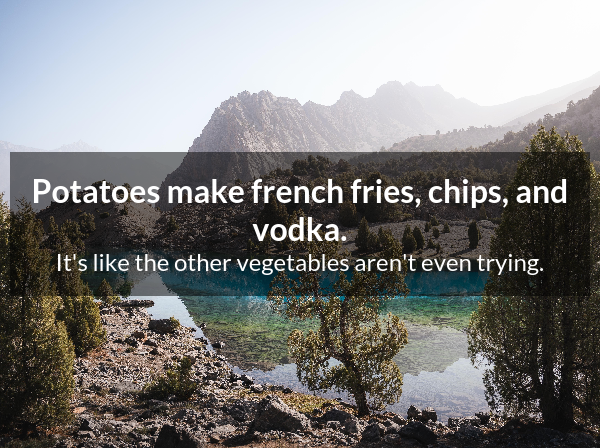 Potatoes make french fries, chips, and
vodka.
It's like the other vegetables aren't even trying.